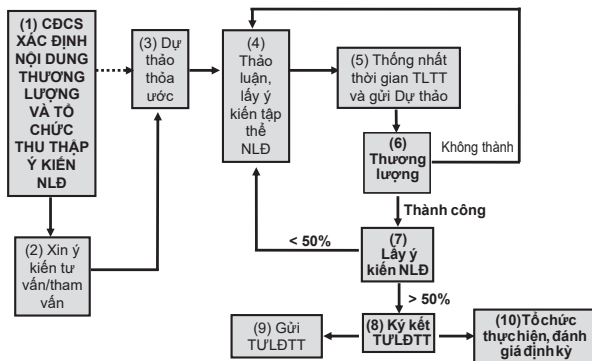 (1) CĐCS
XÁC ĐỊNH
NỘI DUNG
THƯƠNG
LƯỢNG
VÀ TỔ
CHỨC
THU THẬP
Ý KIẾN
NLĐ
(2) Xin ý
kiến tư
vấn/tham
vấn
(3) Dự
thảo
thỏa
ước
(4)
Thảo
luận,
lấy ý
kiến tập
thể
NLĐ
(5) Thống nhất
thời gian TLTT
và gửi Dự thảo
(6)
Thương
lượng
Không thành
Thành công
(7)
Lấy ý
kiến NLĐ
< 50%
> 50%
(8) Ký kết
TƯLĐTT
(9) Gửi
TƯLĐTT
(10)Tổ chức
thực hiện, đánh
giá định kỳ